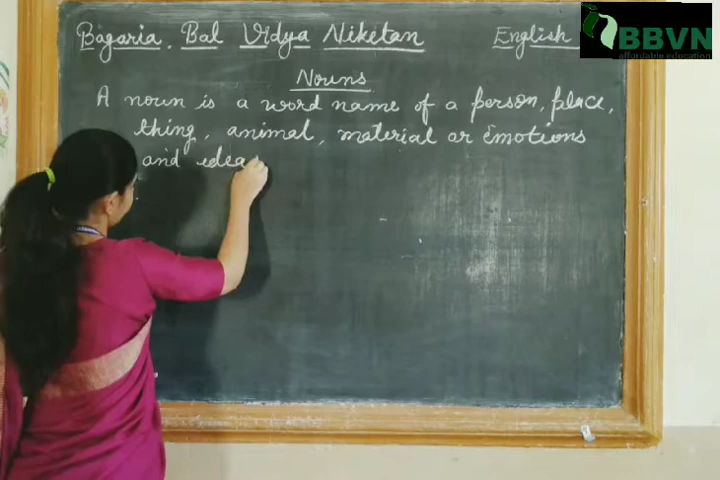 Bagaria. Bal Vidya Niketan English
BBVN
affordable education
Nouns
A noun is a word name of a person, place,
thing, animal, material or emotions
and idea